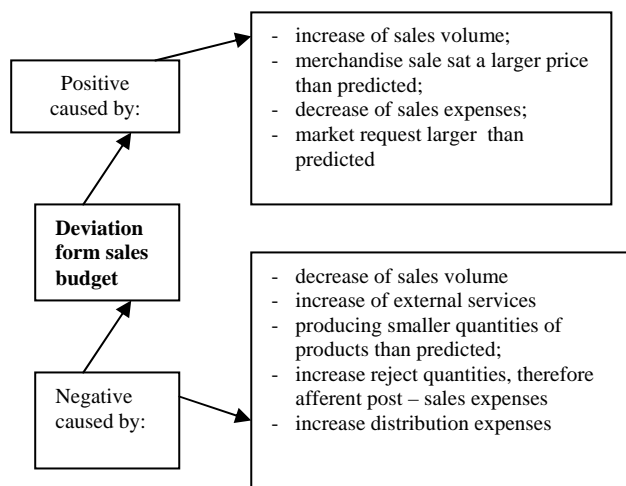 Positive
caused by:
- increase of sales volume;
- merchandise sale sat a larger price
than predicted;
- decrease of sales expenses;
- market request larger than
predicted
Deviation
form sales
budget
Negative
caused by:
- decrease of sales volume
- increase of external services
- producing smaller quantities of
products than predicted;
- increase reject quantities, therefore
afferent post – sales expenses
- increase distribution expenses